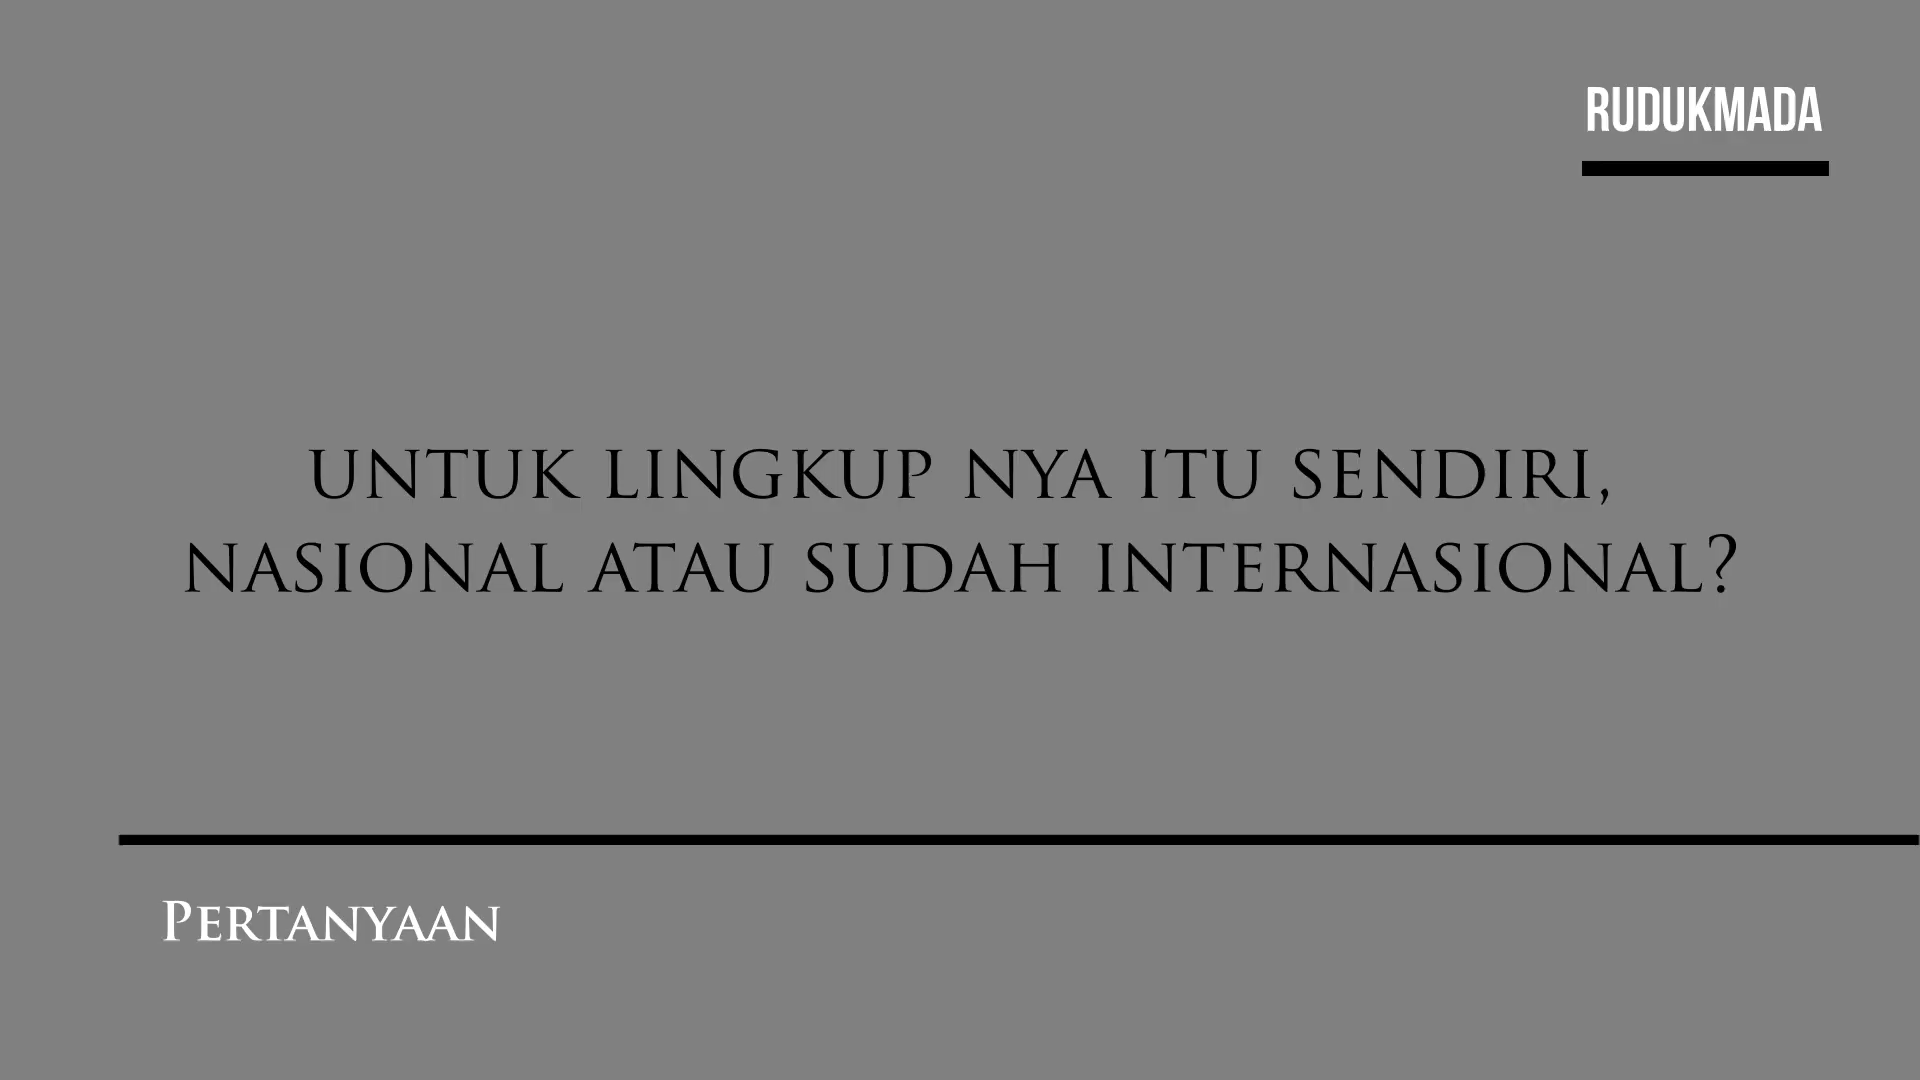 RUDUKMADA
UNTUK LINGKUP NYA ITU SENDIRI,
NASIONAL ATAU SUDAH INTERNASIONAL?
PERTANYAAN